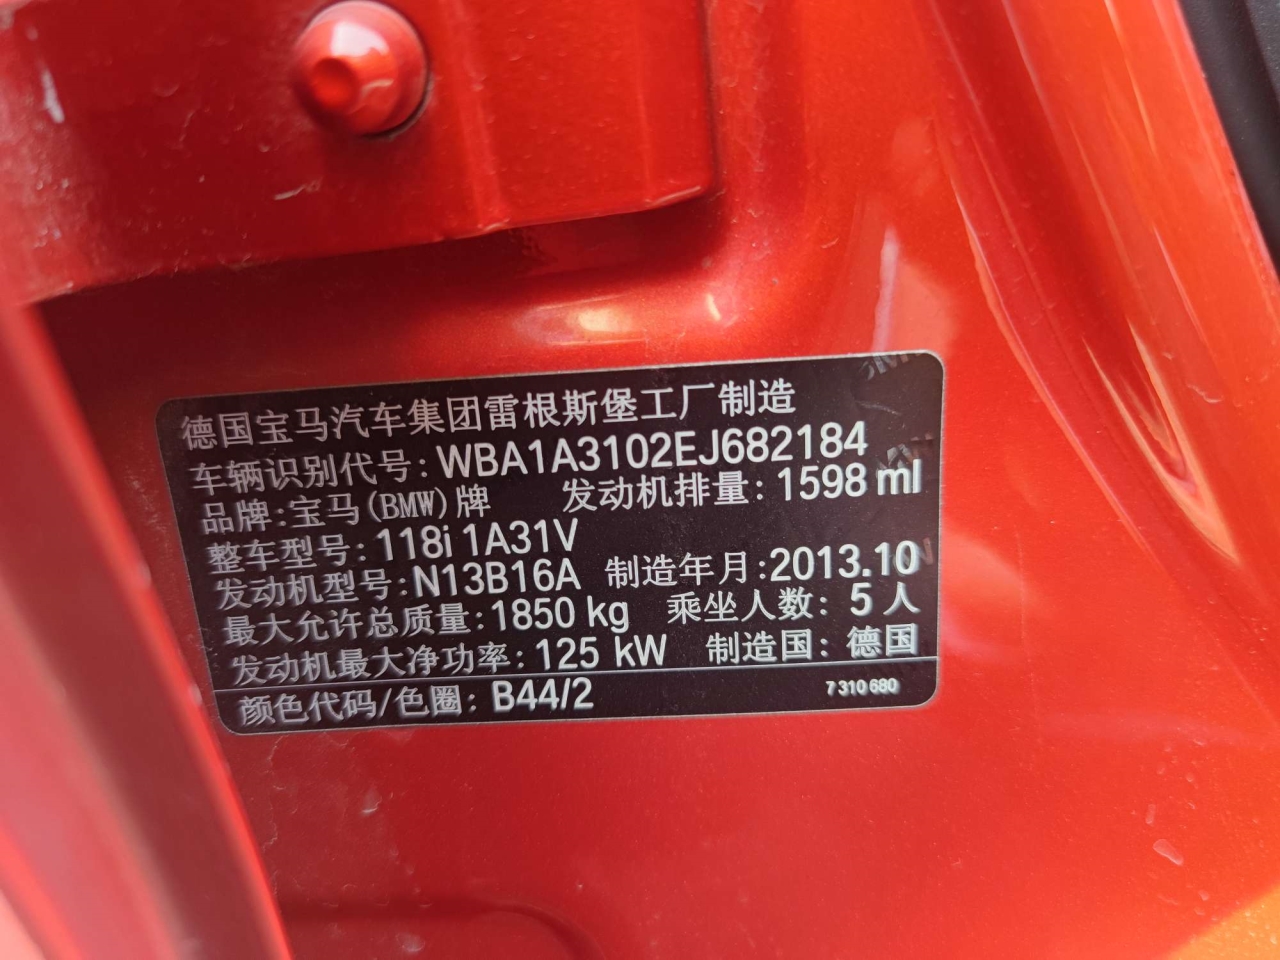 德国宝马汽车集团雷根斯堡工厂制造
车辆识别代号: WBA1A3102EJ682184
品牌:宝马(BMW)牌 发动机排量: 1598 ml
整车型号: 118i 1A31V
发动机型号: N13B16A 制造年月:2013.10
最大允许总质量: 1850 kg 乘坐人数: 5 人
发动机最大净功率: 125 kW 制造国: 德国
颜色代码/色圈: B44/2 7 310 680